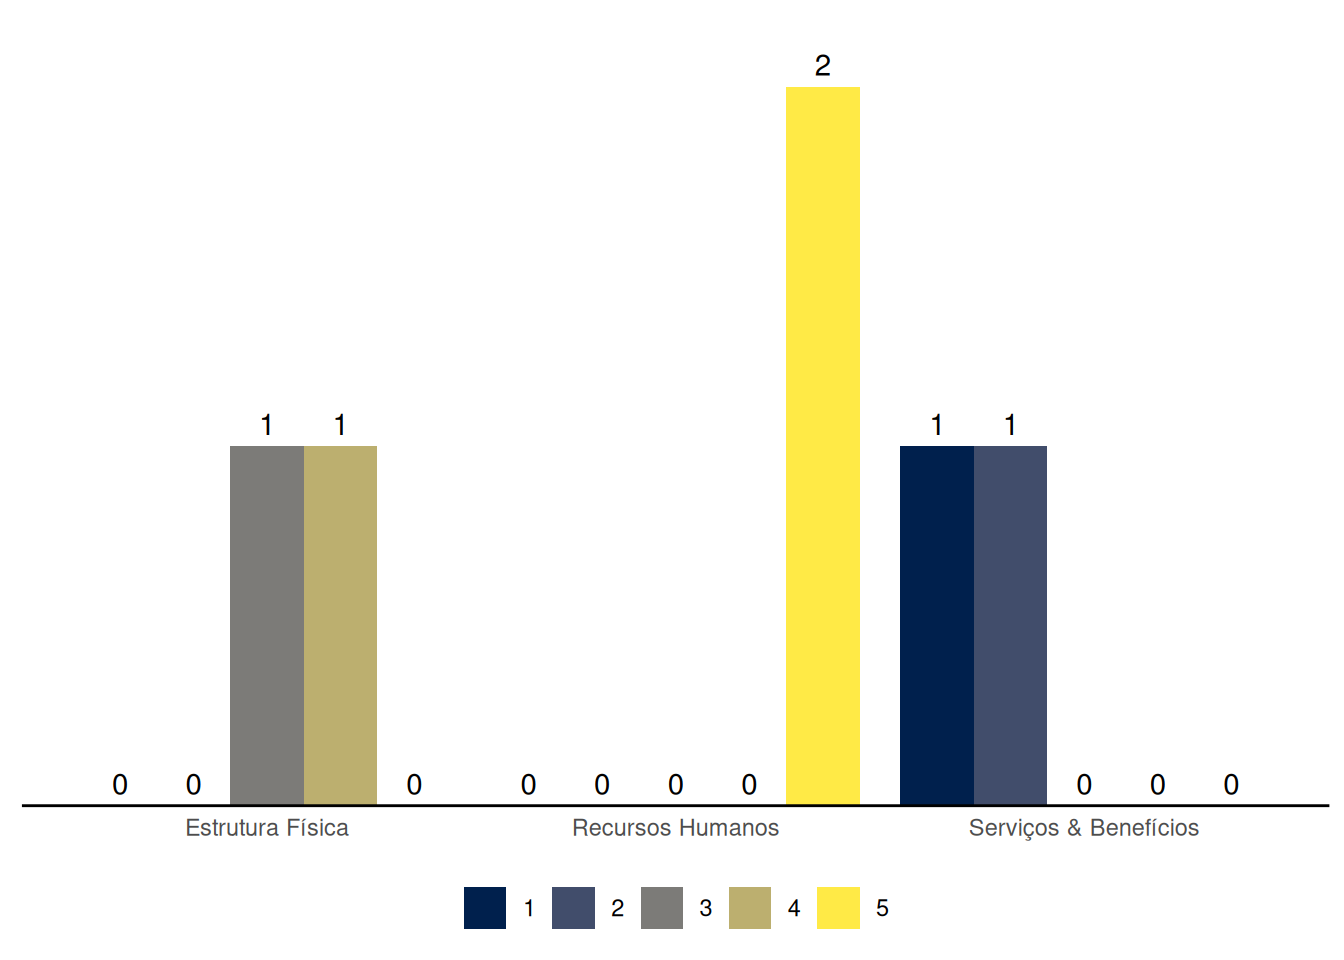 2
1 1 1 1
0 0 0 0 0 0 0 0 0 0
Estrutura Física Recursos Humanos Serviços & Benefícios
1 2 3 4 5